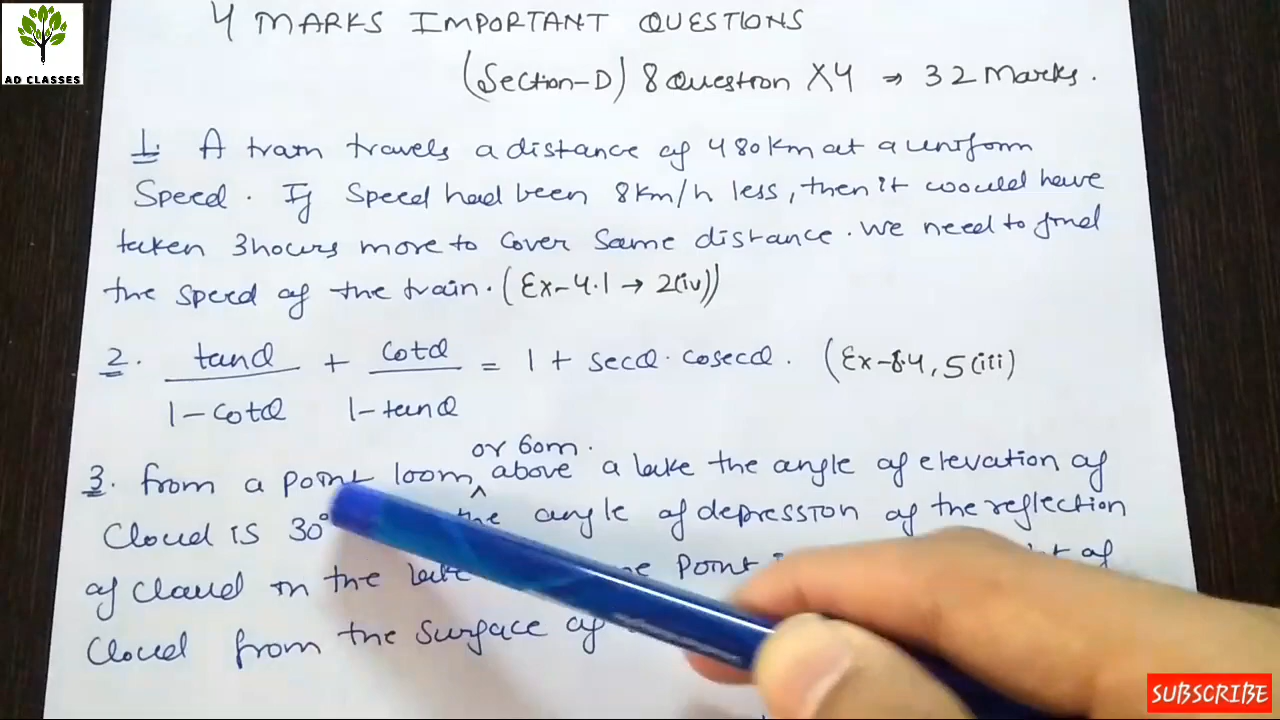 AD CLASSES
4 MARKS IMPORTANT QUESTIONS
(Section-D) 8 Question X4 → 32 Marks.
1. A train travels a distance of 480km at a uniform
Speed. If Speed had been 8km/h less, then it woould have
taken 3hours more to Cover Same distance. We need to find
the speed of the train. (Ex-4.1 → 2(iv))
2. tanθ + cotθ = 1 + secθ. cosecθ. (Ex-8.4, 5(iii)
1-cotθ 1-tanθ
or 60m.
3. from a point 100m above a lake the angle of elevation of
Cloud is 30° the angle of depression of the reflection
of cloud in the lake point of
Cloud from the surface of
SUBSCRIBE